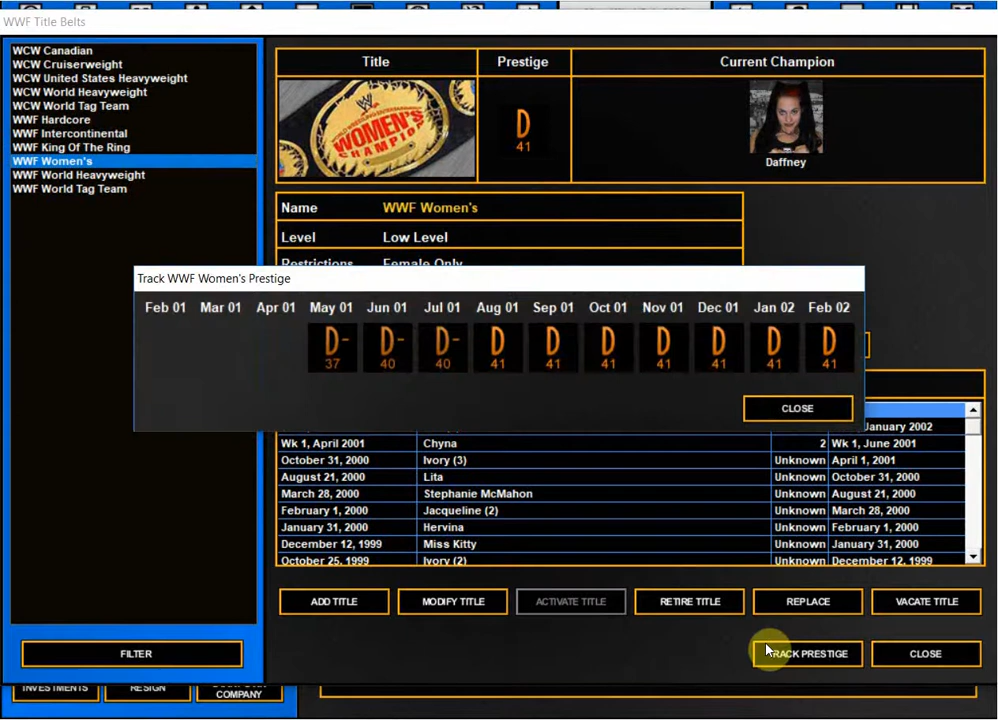 WWF Title Belts
WCW Canadian
WCW Cruiserweight
WCW United States Heavyweight
WCW World Heavyweight
WCW World Tag Team
WWF Hardcore
WWF Intercontinental
WWF King Of The Ring
WWF Women's
WWF World Heavyweight
WWF World Tag Team
Title Prestige Current Champion
WOMEN'S
CHAMPION
D
41
Daffney
Name WWF Women's
Level Low Level
Restrictions Female Only
Track WWF Women's Prestige
Feb 01 Mar 01 Apr 01 May 01 Jun 01 Jul 01 Aug 01 Sep 01 Oct 01 Nov 01 Dec 01 Jan 02 Feb 02
D- D- D- D D D D D D D
37 40 40 41 41 41 41 41 41 41
CLOSE
January 2002
Wk 1, April 2001 Chyna 2 Wk 1, June 2001
October 31, 2000 Ivory (3) Unknown April 1, 2001
August 21, 2000 Lita Unknown October 31, 2000
March 28, 2000 Stephanie McMahon Unknown August 21, 2000
February 1, 2000 Jacqueline (2) Unknown March 28, 2000
January 31, 2000 Hervina Unknown February 1, 2000
December 12, 1999 Miss Kitty Unknown January 31, 2000
October 25, 1999 Ivory (2) Unknown December 12, 1999
ADD TITLE MODIFY TITLE ACTIVATE TITLE RETIRE TITLE REPLACE VACATE TITLE
FILTER TRACK PRESTIGE CLOSE
INVESTMENTS RESIGN
COMPANY